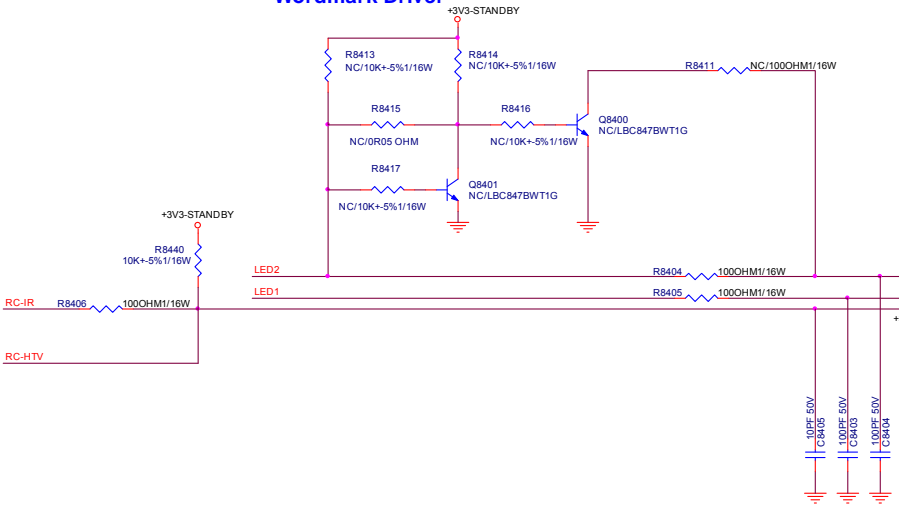 Wordmark Driver
+3V3-STANDBY
R8413
NC/10K+-5%1/16W
R8414
NC/10K+-5%1/16W
R8411
NC/100OHM1/16W
R8415
NC/0R05 OHM
R8416
NC/10K+-5%1/16W
Q8400
NC/LBC847BWT1G
R8417
NC/10K+-5%1/16W
Q8401
NC/LBC847BWT1G
+3V3-STANDBY
R8440
10K+-5%1/16W
LED2
R8404
100OHM1/16W
LED1
R8405
100OHM1/16W
RC-IR
R8406
100OHM1/16W
+
RC-HTV
10PF 50V
C8405
100PF 50V
C8403
100PF 50V
C8404